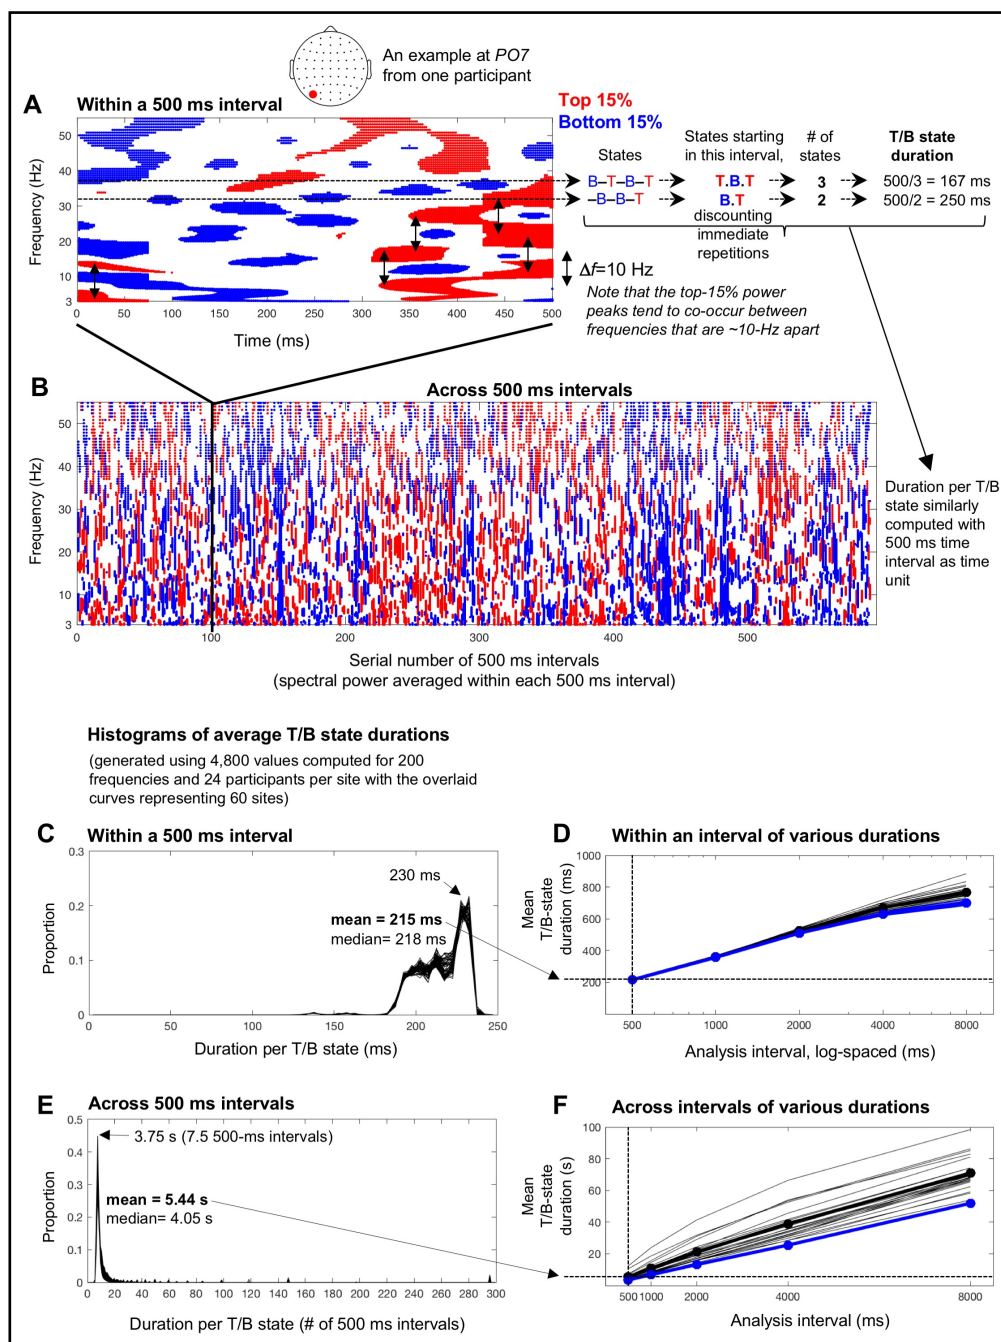 An example at PO7
from one participant
A
Within a 500 ms interval
Top 15%
Bottom 15%
Frequency (Hz)
50
40
30
20
10
3
0
50
100
150
200
250
300
350
400
450
500
Time (ms)
States
States starting
in this interval,
# of
states
T/B state
duration
B–T–B–T
T.B.T
3
500/3 = 167 ms
–B–B–T
B.T
2
500/2 = 250 ms
discounting
immediate
repetitions
Δf=10 Hz
Note that the top-15% power
peaks tend to co-occur between
frequencies that are ~10-Hz apart
B
Across 500 ms intervals
Frequency (Hz)
50
40
30
20
10
3
0
100
200
300
400
500
Serial number of 500 ms intervals
(spectral power averaged within each 500 ms interval)
Duration per T/B
state similarly
computed with
500 ms time
interval as time
unit
Histograms of average T/B state durations
(generated using 4,800 values computed for 200
frequencies and 24 participants per site with the overlaid
curves representing 60 sites)
C
Within a 500 ms interval
Proportion
0.3
0.2
0.1
0
0
50
100
150
200
250
230 ms
mean = 215 ms
median= 218 ms
Duration per T/B state (ms)
D
Within an interval of various durations
Mean
T/B-state
duration (ms)
1000
800
600
400
200
500
1000
2000
4000
8000
Analysis interval, log-spaced (ms)
E
Across 500 ms intervals
Proportion
0.5
0.4
0.3
0.2
0.1
0
0
20
40
60
80
100
120
140
160
180
200
220
240
260
280
300
3.75 s (7.5 500-ms intervals)
mean = 5.44 s
median= 4.05 s
Duration per T/B state (# of 500 ms intervals)
F
Across intervals of various durations
Mean
T/B-state
duration (s)
100
80
60
40
20
500
1000
2000
4000
8000
Analysis interval (ms)